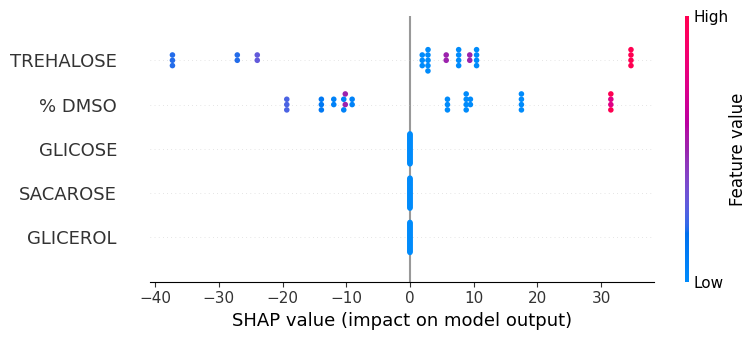 High
TREHALOSE
% DMSO
GLICOSE
SACAROSE
GLICEROL
Feature value
Low
−40 −30 −20 −10 0 10 20 30
SHAP value (impact on model output)